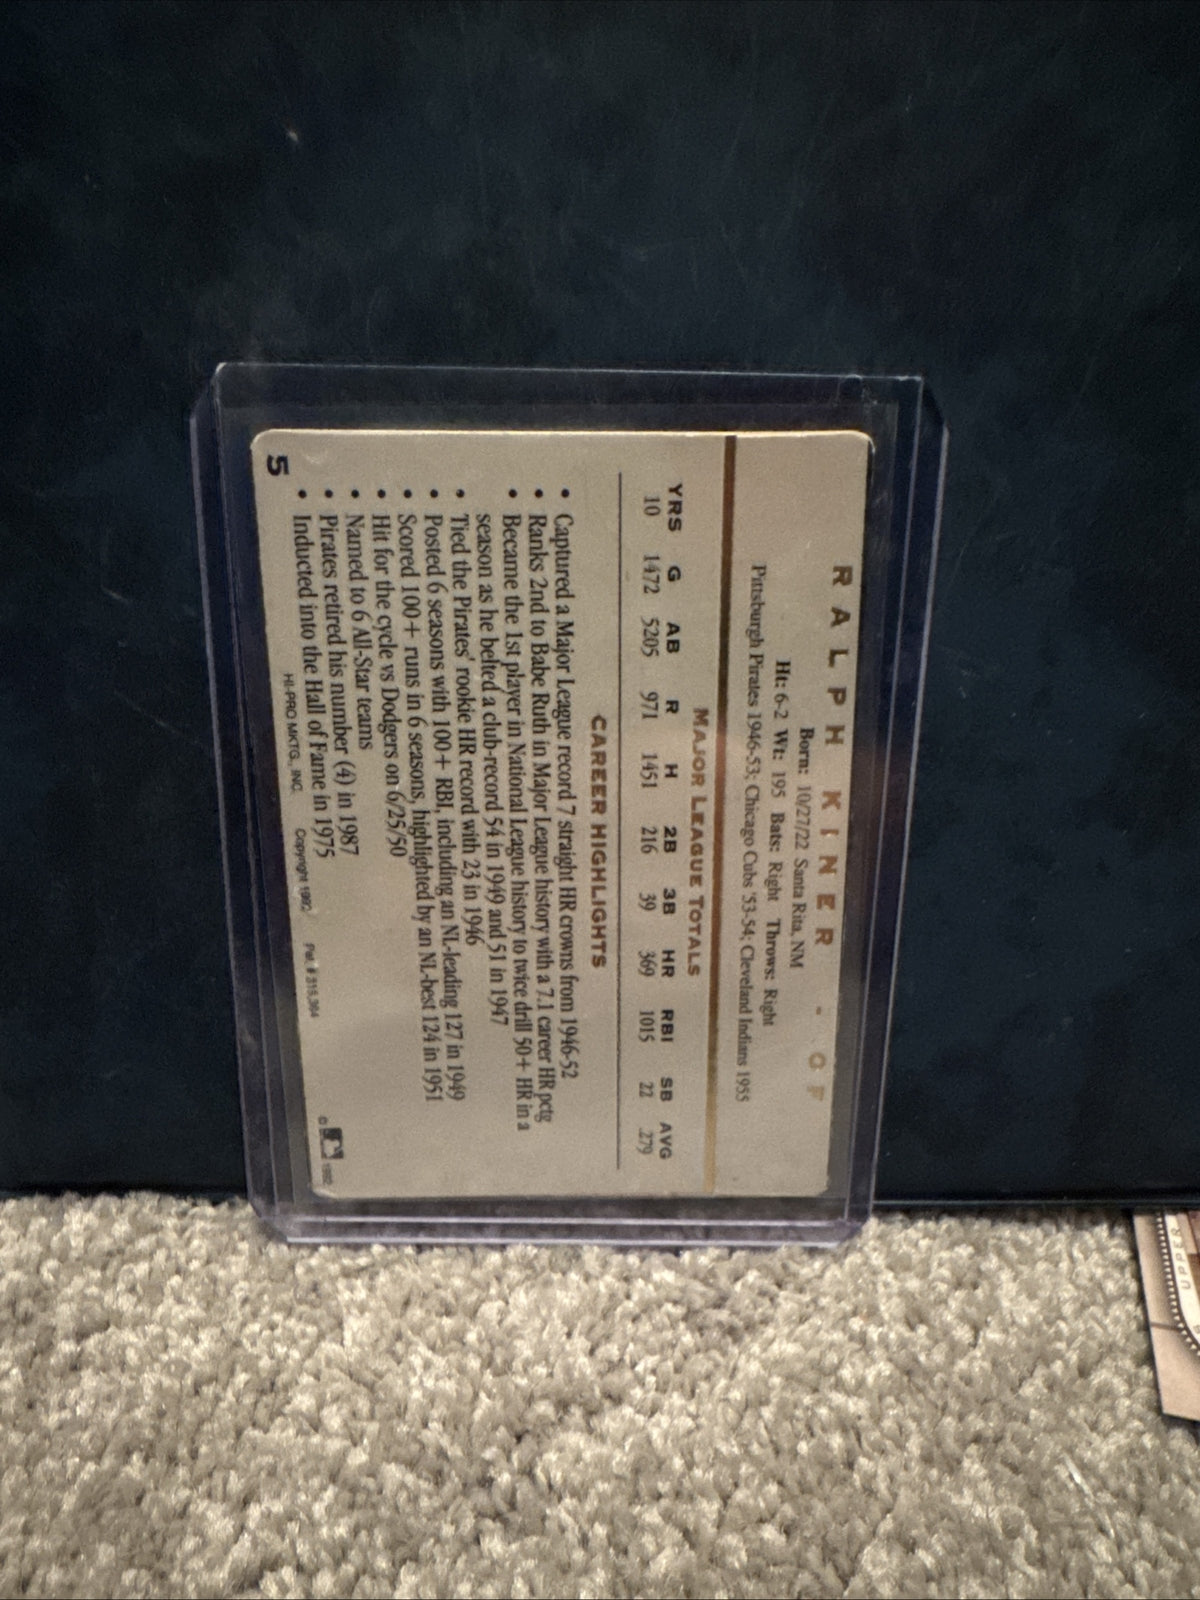 RALPH KINER - OF
Born: 10/27/22 Santa Rita, NM
Ht: 6-2 Wt: 195 Bats: Right Throws: Right
Pittsburgh Pirates 1946-53; Chicago Cubs '53-54; Cleveland Indians 1955
MAJOR LEAGUE TOTALS
YRS G AB R H 2B 3B HR RBI SB AVG
10 1472 5205 971 1451 216 39 369 1015 22 .279
CAREER HIGHLIGHTS
• Captured a Major League record 7 straight HR crowns from 1946-52
• Ranks 2nd to Babe Ruth in Major League history with a 7.1 career HR pctg
• Became the 1st player in National League history to twice drill 50+ HR in a
season as he belted a club-record 54 in 1949 and 51 in 1947
• Tied the Pirates' rookie HR record with 23 in 1946
• Posted 6 seasons with 100+ RBI, including an NL-leading 127 in 1949
• Scored 100+ runs in 6 seasons, highlighted by an NL-best 124 in 1951
• Hit for the cycle vs Dodgers on 6/25/50
• Named to 6 All-Star teams
• Pirates retired his number (4) in 1987
• Inducted into the Hall of Fame in 1975
5
HI-PRO MKTG., INC. Copyright 1992, Pat. # 315,364 © 1992
UPPER